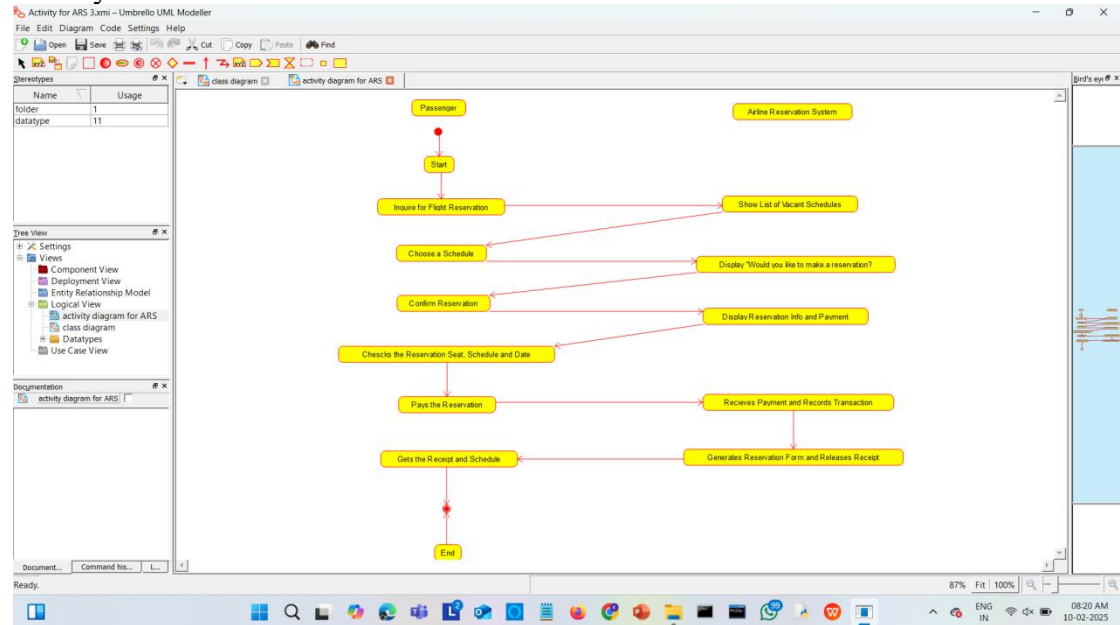 Activity for ARS 3.xmi – Umbrello UML Modeller
File Edit Diagram Code Settings Help
Open Save Cut Copy Paste Find
Stereotypes
class diagram activity diagram for ARS
Bird's eye
Name Usage
folder 1
datatype 11
Passenger
Airline Reservation System
Start
Inquire for Flight Reservation
Show List of Vacant Schedules
Tree View
Settings
Views
Component View
Deployment View
Entity Relationship Model
Logical View
activity diagram for ARS
class diagram
Datatypes
Use Case View
Choose a Schedule
Display "Would you like to make a reservation?
Confirm Reservation
Display Reservation Info and Payment
Chescks the Reservation Seat, Schedule and Date
Documentation
activity diagram for ARS
Pays the Reservation
Recieves Payment and Records Transaction
Gets the Receipt and Schedule
Generates Reservation Form and Releases Receipt
End
Document... Command his... L...
Ready.
87% Fit 100%
99
ENG
IN
08:20 AM
10-02-2025